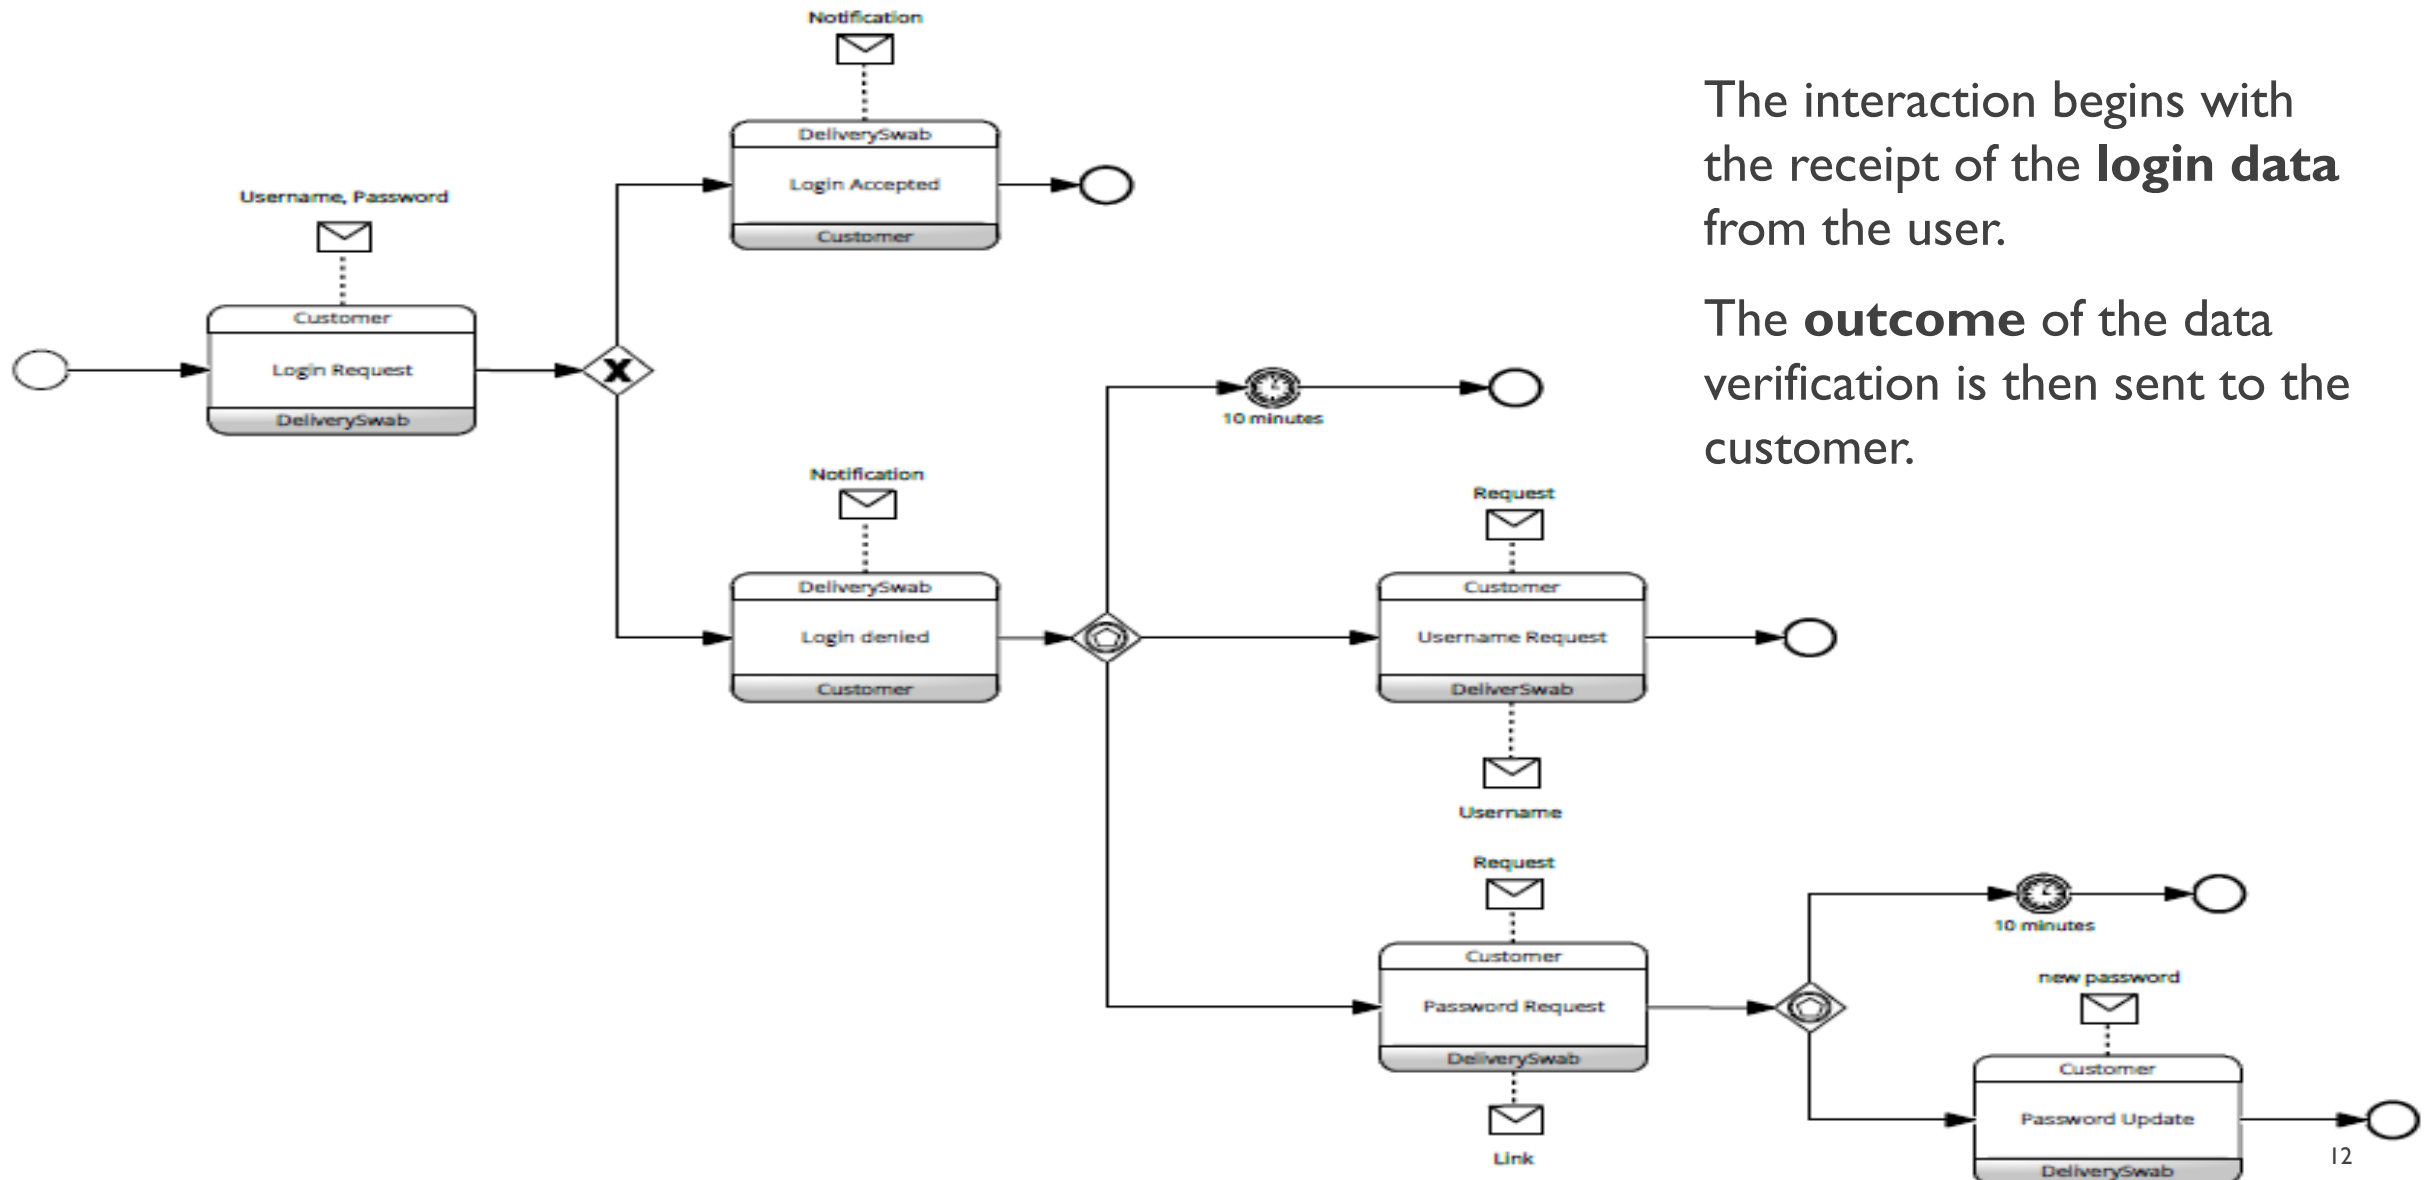 Notification
DeliverySwab
Login Accepted
Customer
Username, Password
Customer
Login Request
DeliverySwab
X
The interaction begins with
the receipt of the login data
from the user.
The outcome of the data
verification is then sent to the
customer.
10 minutes
Notification
DeliverySwab
Login denied
Customer
Request
Customer
Username Request
DeliverSwab
Username
Request
Customer
Password Request
DeliverySwab
Link
10 minutes
new password
Customer
Password Update
DeliverySwab
12